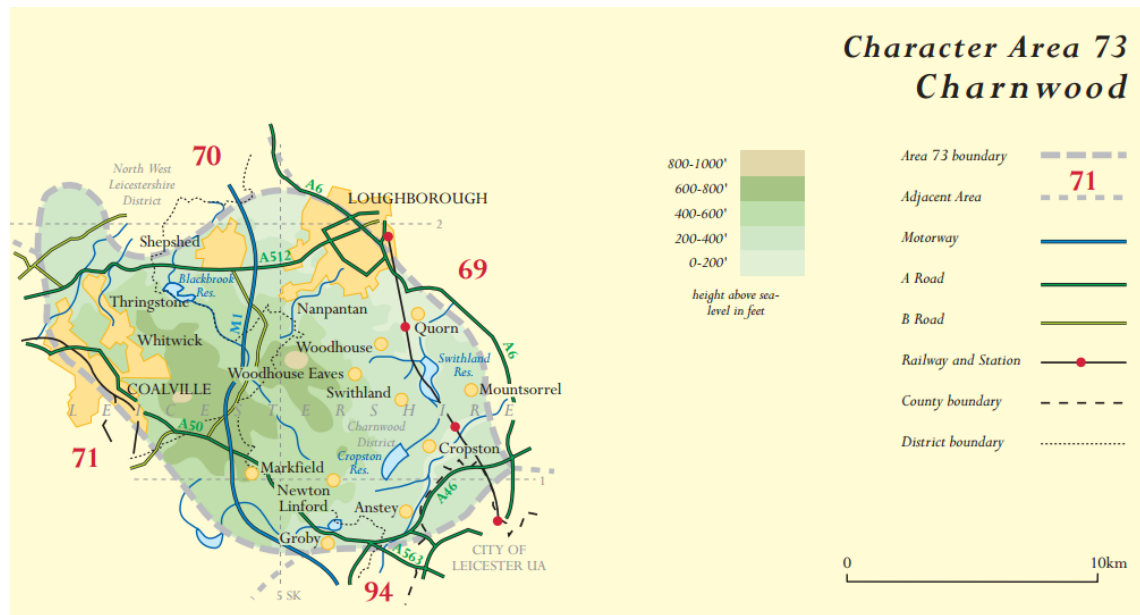 Character Area 73
Charnwood
800-1000'
600-800'
400-600'
200-400'
0-200'
height above sea-
level in feet
Area 73 boundary
71
Adjacent Area
Motorway
A Road
B Road
Railway and Station
County boundary
District boundary
0
10km
70
North West
Leicestershire
District
A6
LOUGHBOROUGH
2
Shepshed
A512
69
Blackbrook
Res.
Thringstone
Nanpantan
M1
Quorn
Whitwick
Woodhouse
A6
Swithland
Res.
Woodhouse Eaves
COALVILLE
Swithland
Mountsorrel
LEICESTERSHIRE
A50
Charnwood
District
71
Cropston
Cropston
Res.
Markfield
1
Newton
Linford
A46
Anstey
Groby
A563
CITY OF
LEICESTER UA
94
5 SK